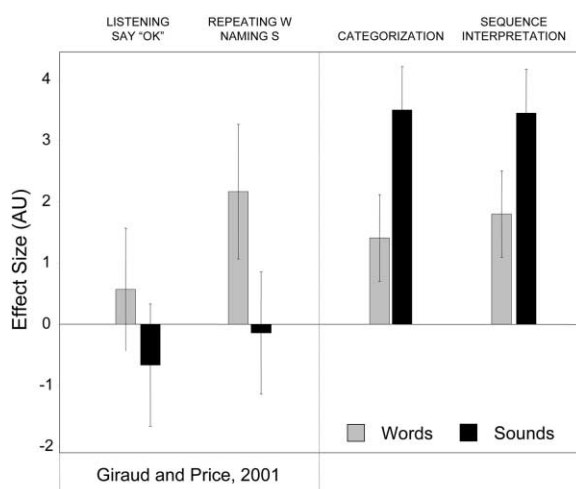 LISTENING
SAY “OK”
REPEATING W
NAMING S
CATEGORIZATION
SEQUENCE
INTERPRETATION
Effect Size (AU)
4
3
2
1
0
-1
-2
Words
Sounds
Giraud and Price, 2001